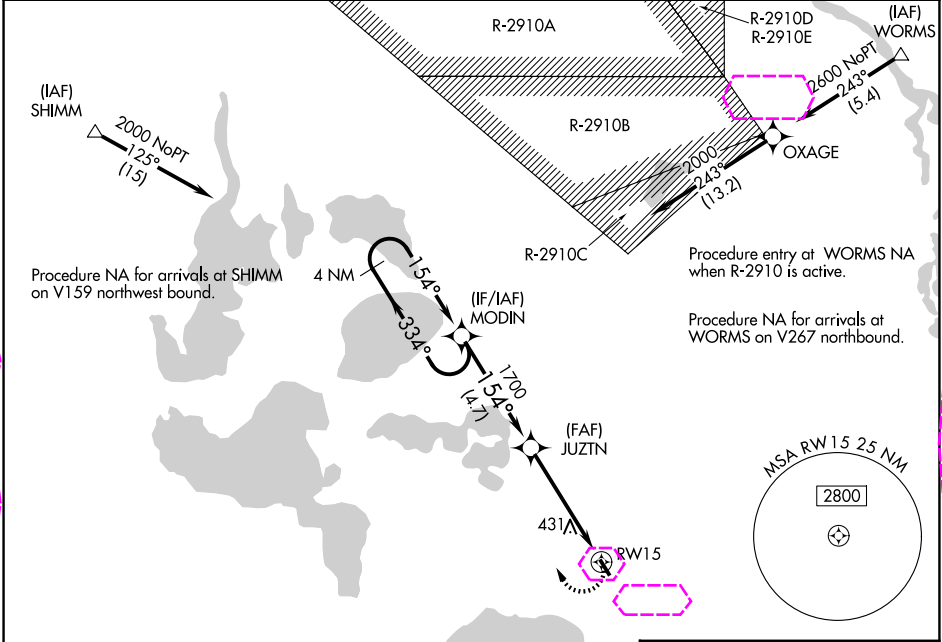 R-2910A
R-2910D
R-2910E
(IAF)
WORMS
2600 NoPT
243°
(5.4)
(IAF)
SHIMM
2000 NoPT
125°
(15)
R-2910B
OXAGE
2000
243°
(13.2)
R-2910C
Procedure NA for arrivals at SHIMM
on V159 northwest bound.
4 NM
154°
334°
(IF/IAF)
MODIN
Procedure entry at WORMS NA
when R-2910 is active.
Procedure NA for arrivals at
WORMS on V267 northbound.
1700
154°
(4.7)
(FAF)
JUZTN
431
RW15
MSA RW15 25 NM
2800